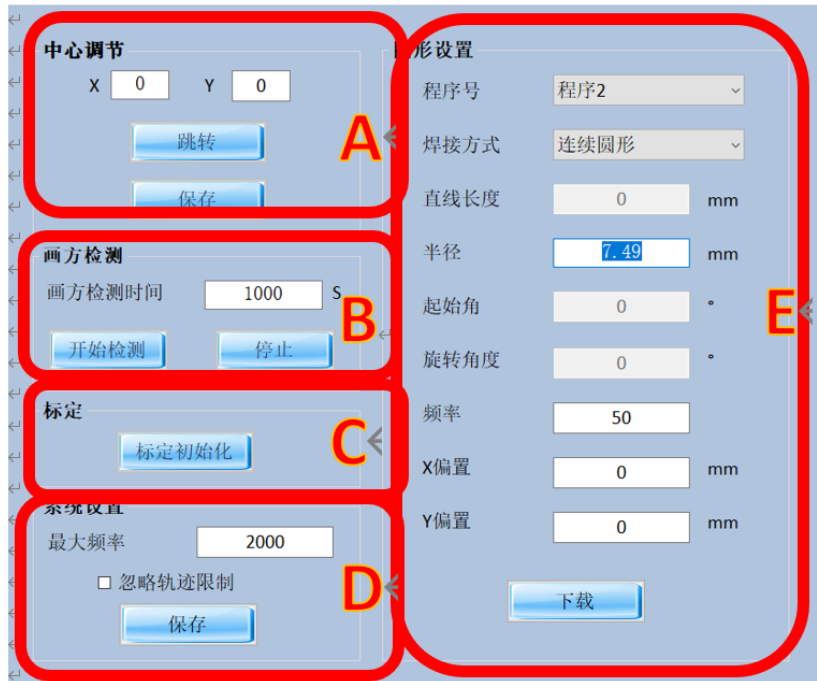 中心调节
X 0 Y 0
跳转
保存
A
画方检测
画方检测时间 1000 S
开始检测 停止
B
标定
标定初始化
C
系统设置
最大频率 2000
忽略轨迹限制
保存
D
形设置
程序号 程序2
焊接方式 连续圆形
直线长度 0 mm
半径 7.49 mm
起始角 0 °
旋转角度 0 °
频率 50
X偏置 0 mm
Y偏置 0 mm
下载
E